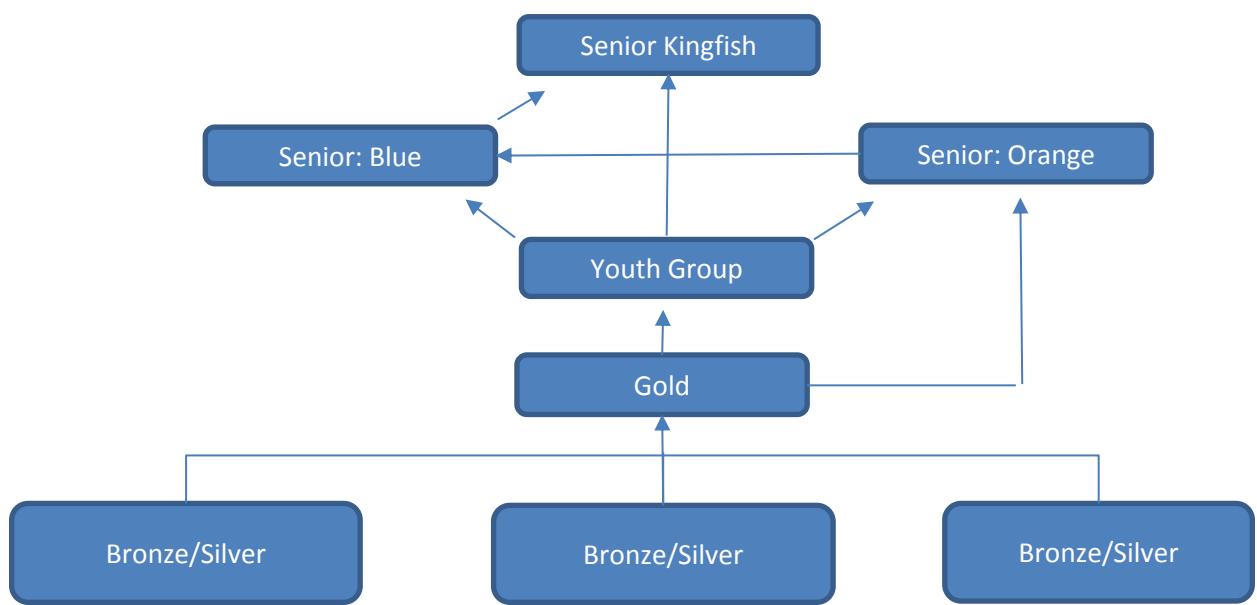 Senior Kingfish
Senior: Blue
Senior: Orange
Youth Group
Gold
Bronze/Silver
Bronze/Silver
Bronze/Silver